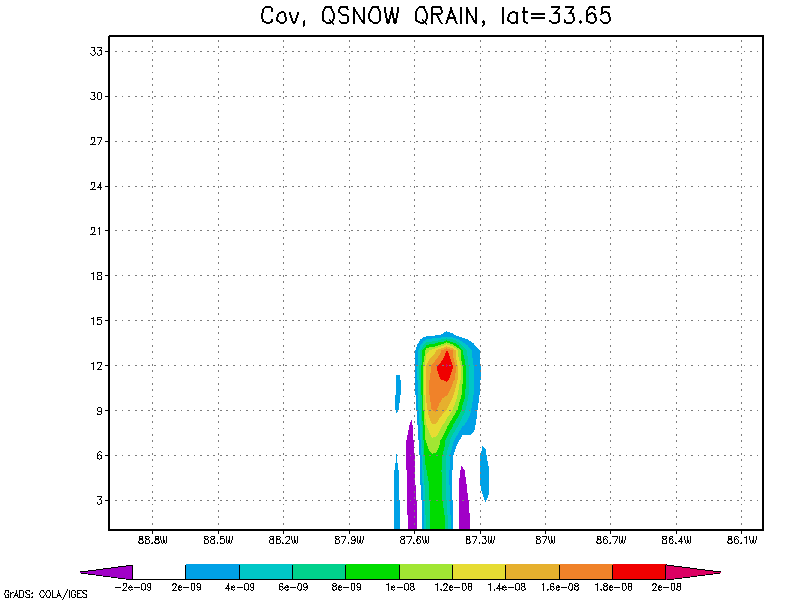 Cov, QSNOW QRAIN, lat=33.65
33
30
27
24
21
18
15
12
9
6
3
88.8W 88.5W 88.2W 87.9W 87.6W 87.3W 87W 86.7W 86.4W 86.1W
-2e-09 2e-09 4e-09 6e-09 8e-09 1e-08 1.2e-08 1.4e-08 1.6e-08 1.8e-08 2e-08
GrADS: COLA/IGES